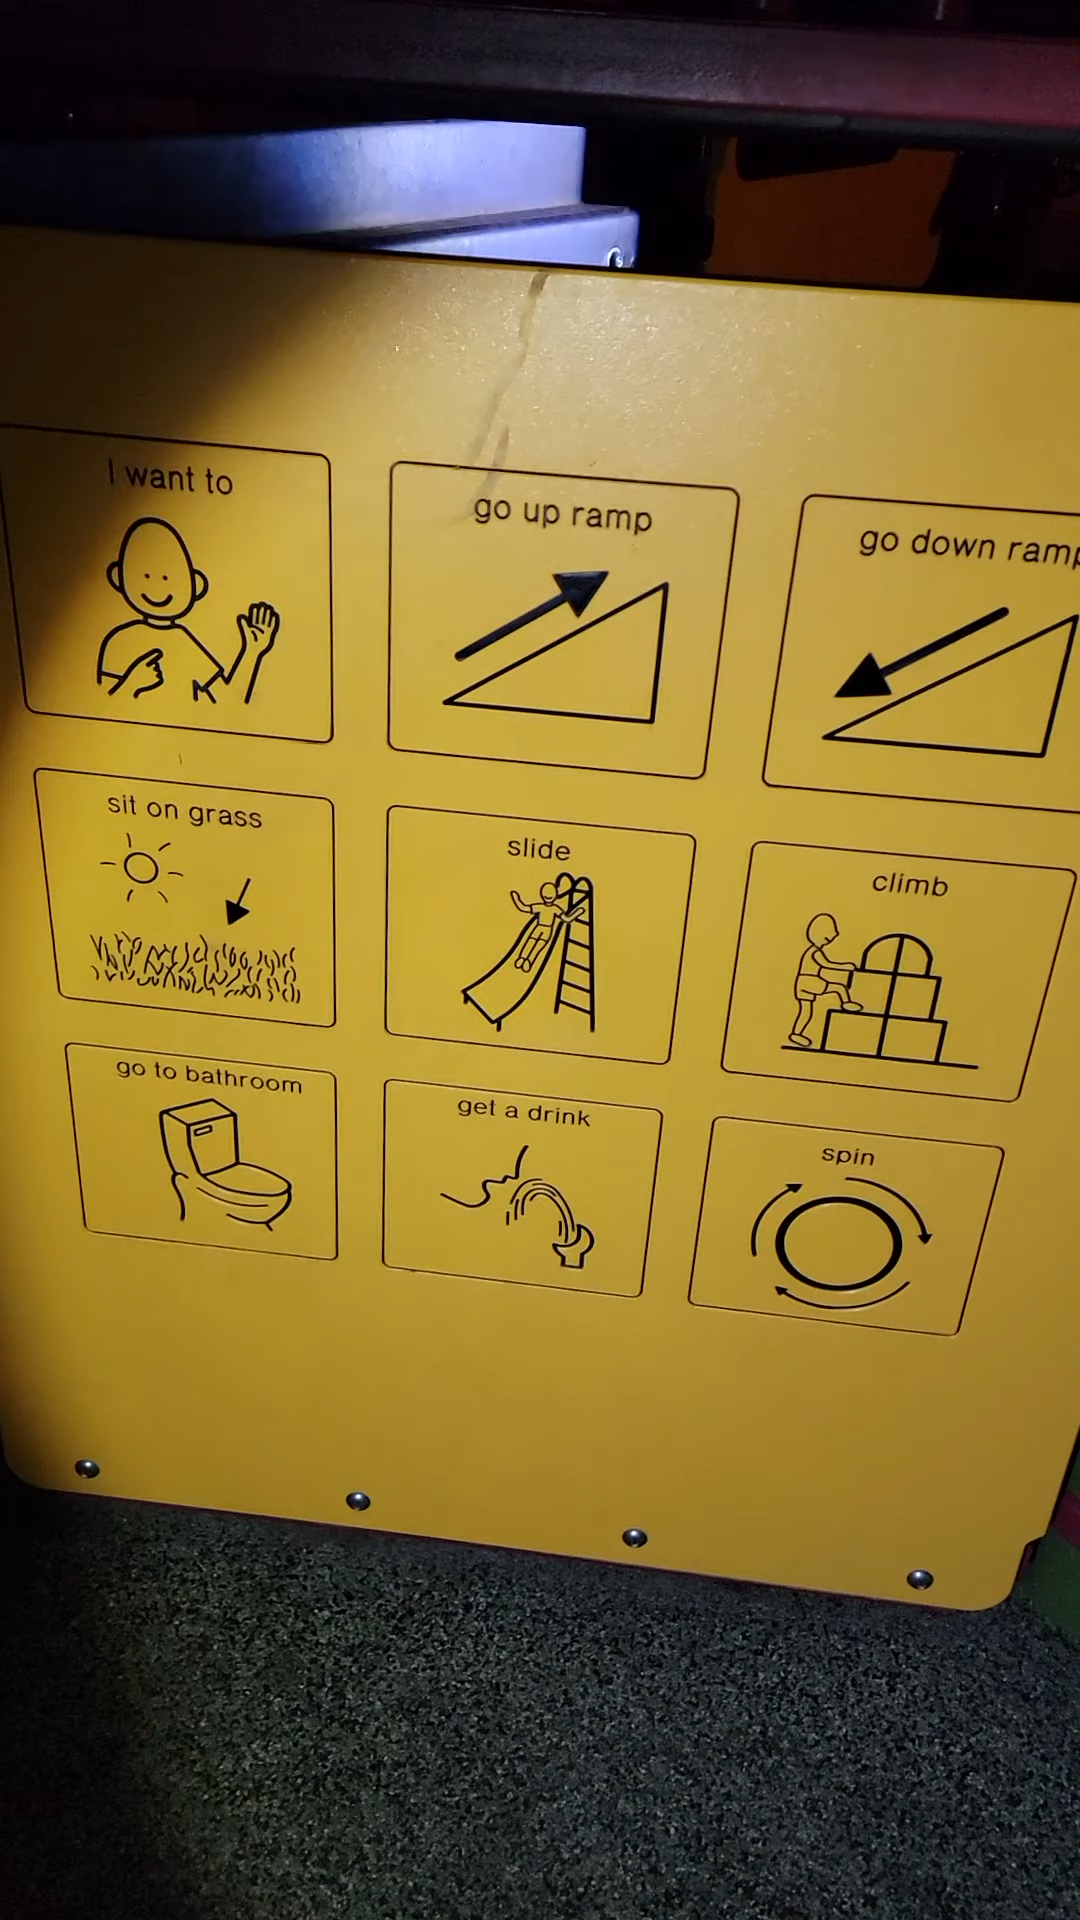 I want to
go up ramp
go down ramp
sit on grass
slide
climb
go to bathroom
get a drink
spin